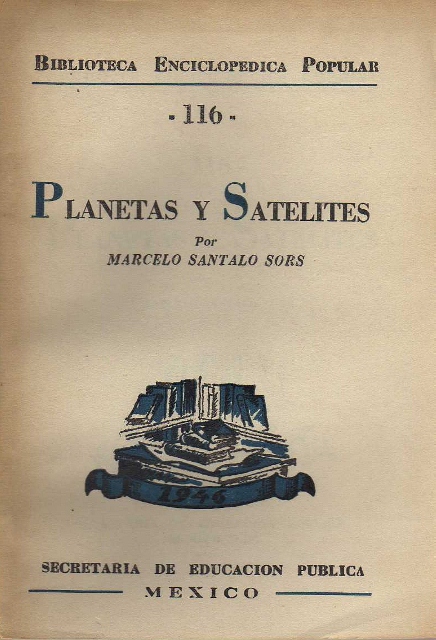 BIBLIOTECA ENCICLOPEDICA POPULAR
- 116 -
PLANETAS Y SATELITES
Por
MARCELO SANTALO SORS
1946
SECRETARIA DE EDUCACION PUBLICA
MEXICO